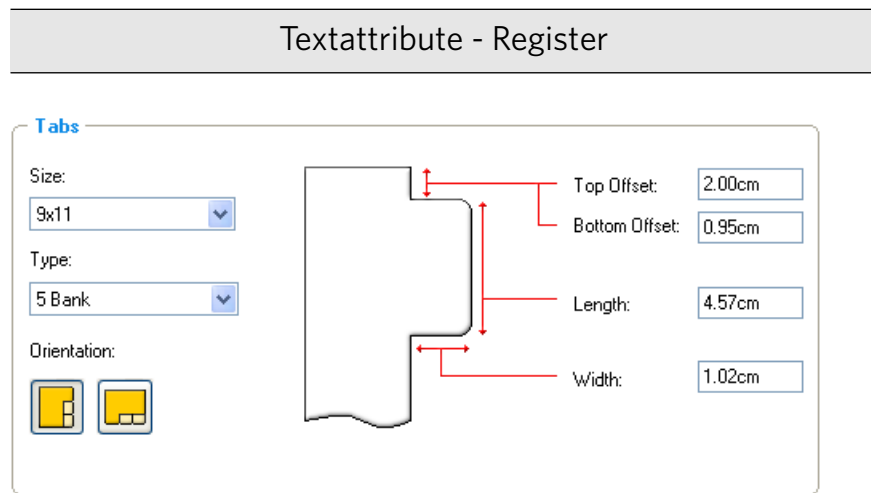 Textattribute - Register
Tabs
Size:
9x11
Type:
5 Bank
Orientation:
Top Offset: 2.00cm
Bottom Offset: 0.95cm
Length: 4.57cm
Width: 1.02cm